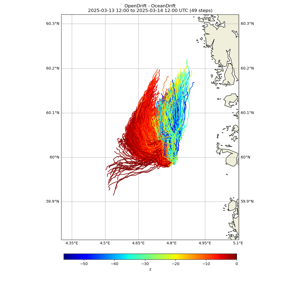 OpenDrift - OceanDrift
2025-03-13 12:00 to 2025-03-14 12:00 UTC (49 steps)
60.3°N
60.3°N
60.2°N
60.2°N
60.1°N
60.1°N
60°N
60°N
59.9°N
59.9°N
4.35°E 4.5°E 4.65°E 4.8°E 4.95°E 5.1°E
−50 −40 −30 −20 −10 0
z